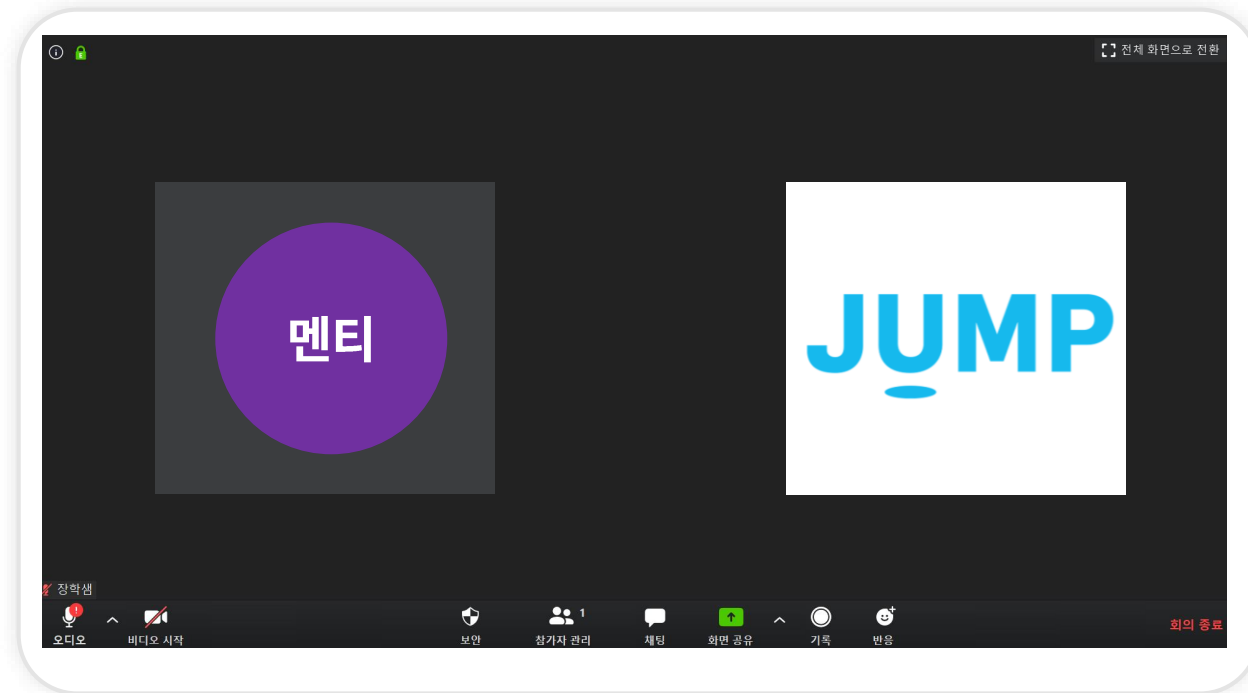 전체 화면으로 전환
멘티
JUMP
장학샘
오디오
비디오 시작
보안
참가자 관리 1
채팅
화면 공유
기록
반응
회의 종료